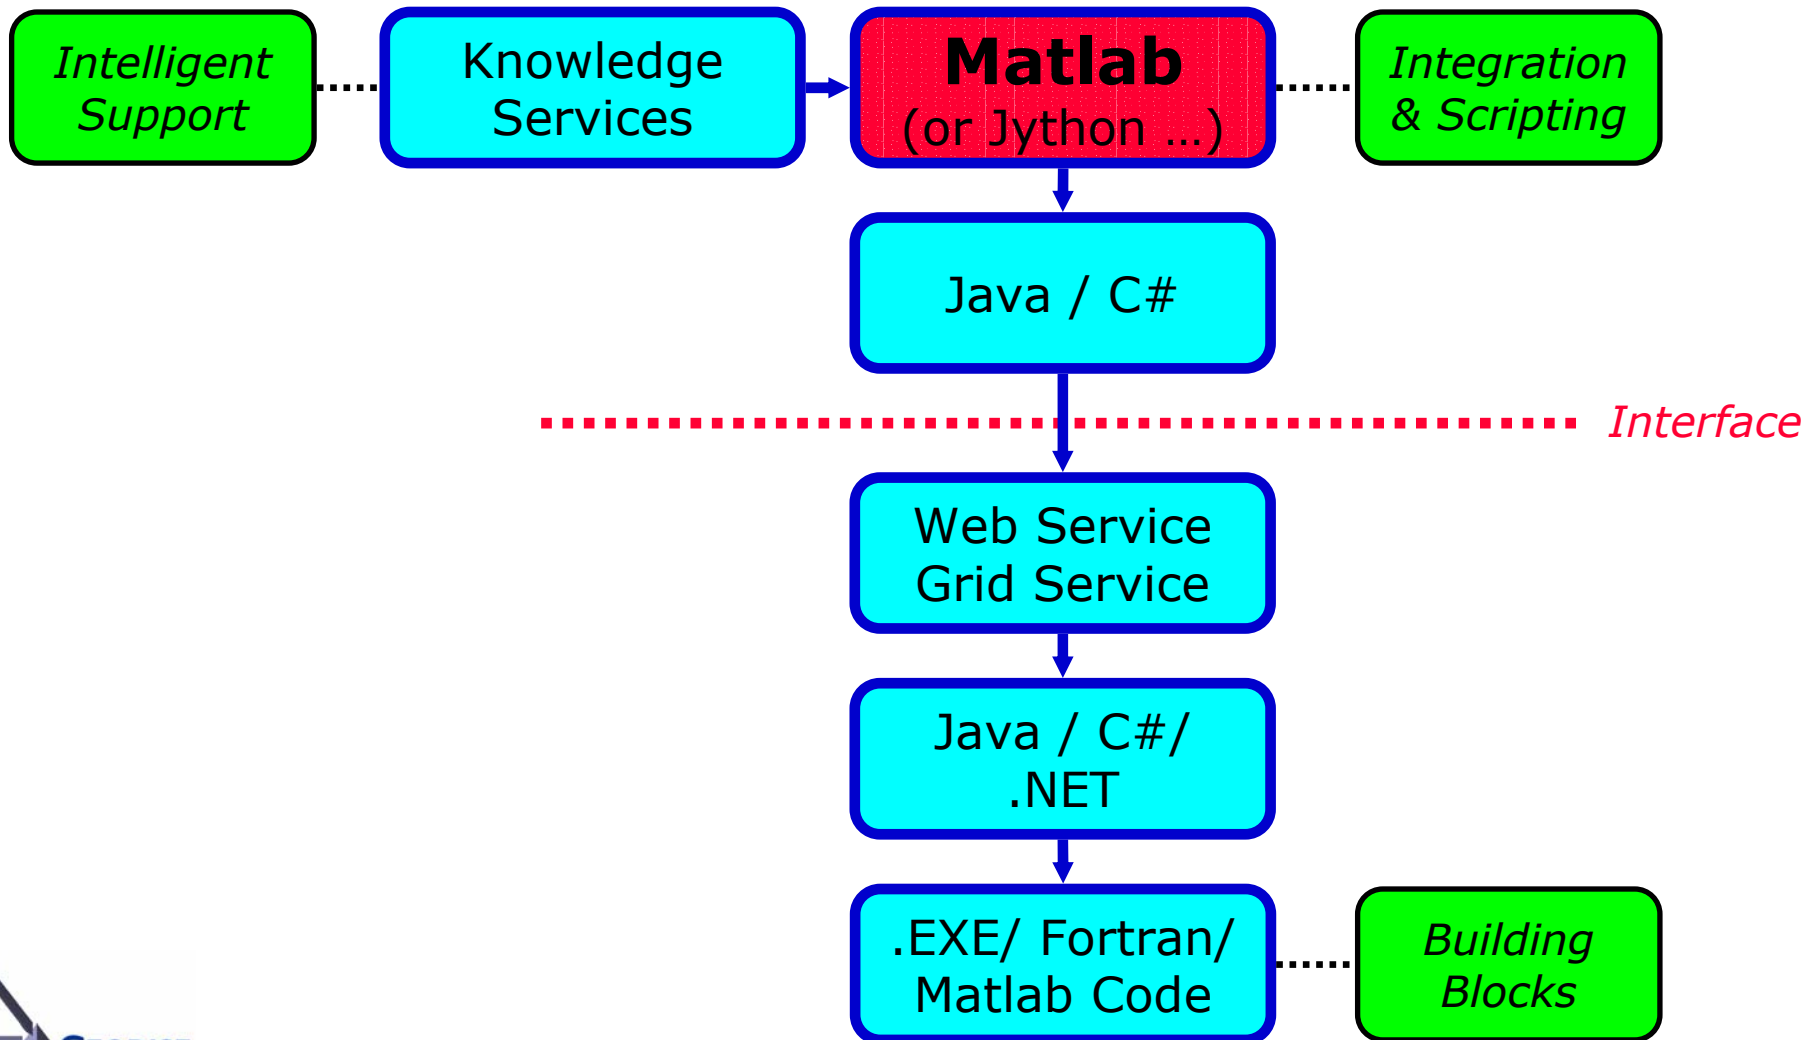 Intelligent
Support
Knowledge
Services
Matlab
(or Jython ...)
Integration
& Scripting
Java / C#
Interface
Web Service
Grid Service
Java / C#/
.NET
.EXE/ Fortran/
Matlab Code
Building
Blocks